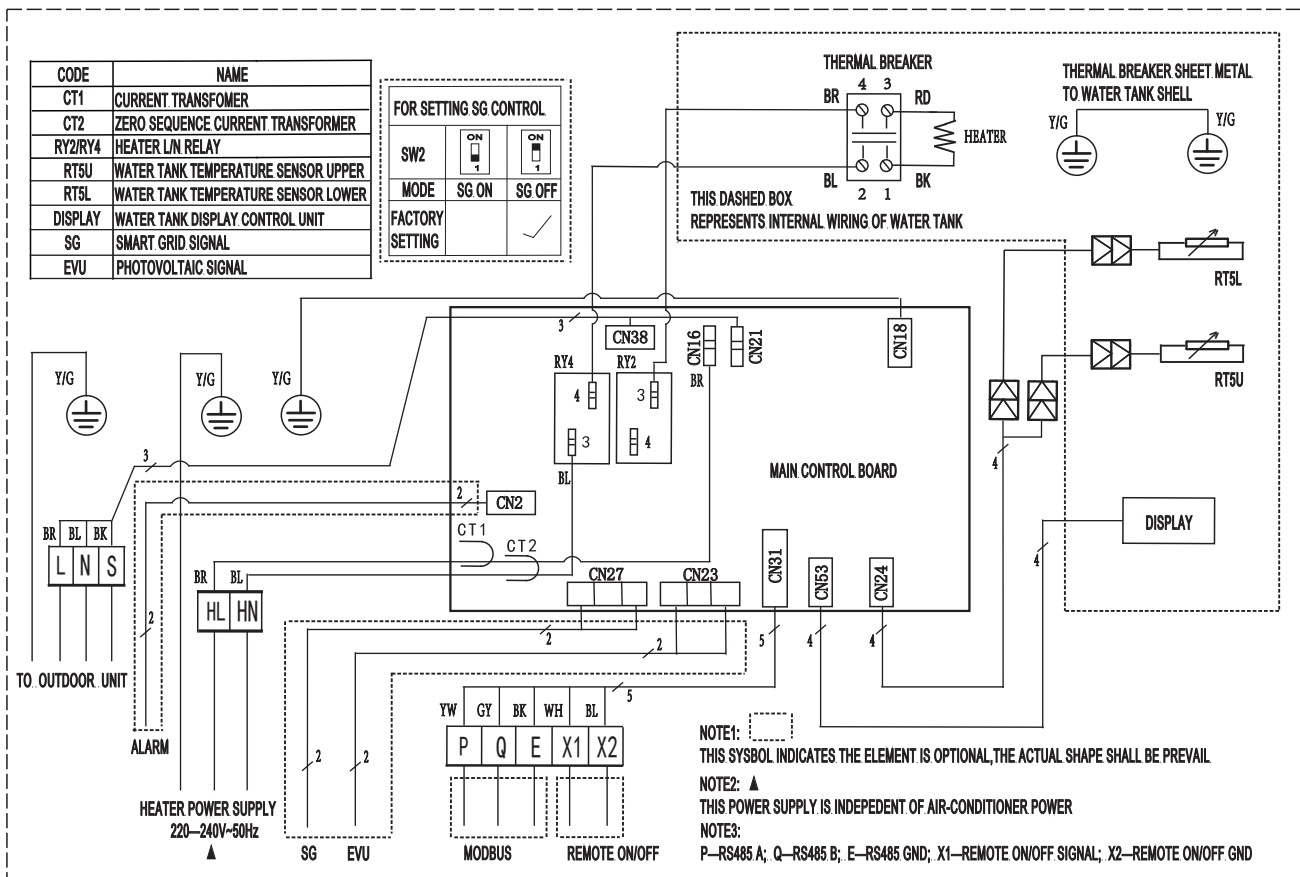 CODE NAME
CT1 CURRENT TRANSFOMER
CT2 ZERO SEQUENCE CURRENT TRANSFORMER
RY2/RY4 HEATER L/N RELAY
RT5U WATER TANK TEMPERATURE SENSOR UPPER
RT5L WATER TANK TEMPERATURE SENSOR LOWER
DISPLAY WATER TANK DISPLAY CONTROL UNIT
SG SMART GRID SIGNAL
EVU PHOTOVOLTAIC SIGNAL
FOR SETTING SG CONTROL
SW2 ON 1 ON 1
MODE SG ON SG OFF
FACTORY
SETTING
THERMAL BREAKER
4 3
BR RD
HEATER
BL BK
2 1
THIS DASHED BOX
REPRESENTS INTERNAL WIRING OF WATER TANK
THERMAL BREAKER SHEET METAL
TO WATER TANK SHELL
Y/G Y/G
RT5L
RT5U
3
CN38 CN16 CN21 CN18
RY4 RY2
BR
4 3
3 4
BL
Y/G Y/G Y/G
MAIN CONTROL BOARD
4
3
2
CN2
CT1
CT2
BR BL BK
L N S
BR BL
HL HN
CN27 CN23 CN31 CN53 CN24
DISPLAY
4
2
2 2 5 4 4
TO OUTDOOR UNIT
5
YW GY BK WH BL
P Q E X1 X2
ALARM
2 2
HEATER POWER SUPPLY
220—240V~50Hz
▲
SG EVU MODBUS REMOTE ON/OFF
NOTE1:
THIS SYSBOL INDICATES THE ELEMENT IS OPTIONAL,THE ACTUAL SHAPE SHALL BE PREVAIL
NOTE2: ▲
THIS POWER SUPPLY IS INDEPEDENT OF AIR-CONDITIONER POWER
NOTE3:
P—RS485 A; Q—RS485 B; E—RS485 GND; X1—REMOTE ON/OFF SIGNAL; X2—REMOTE ON/OFF GND